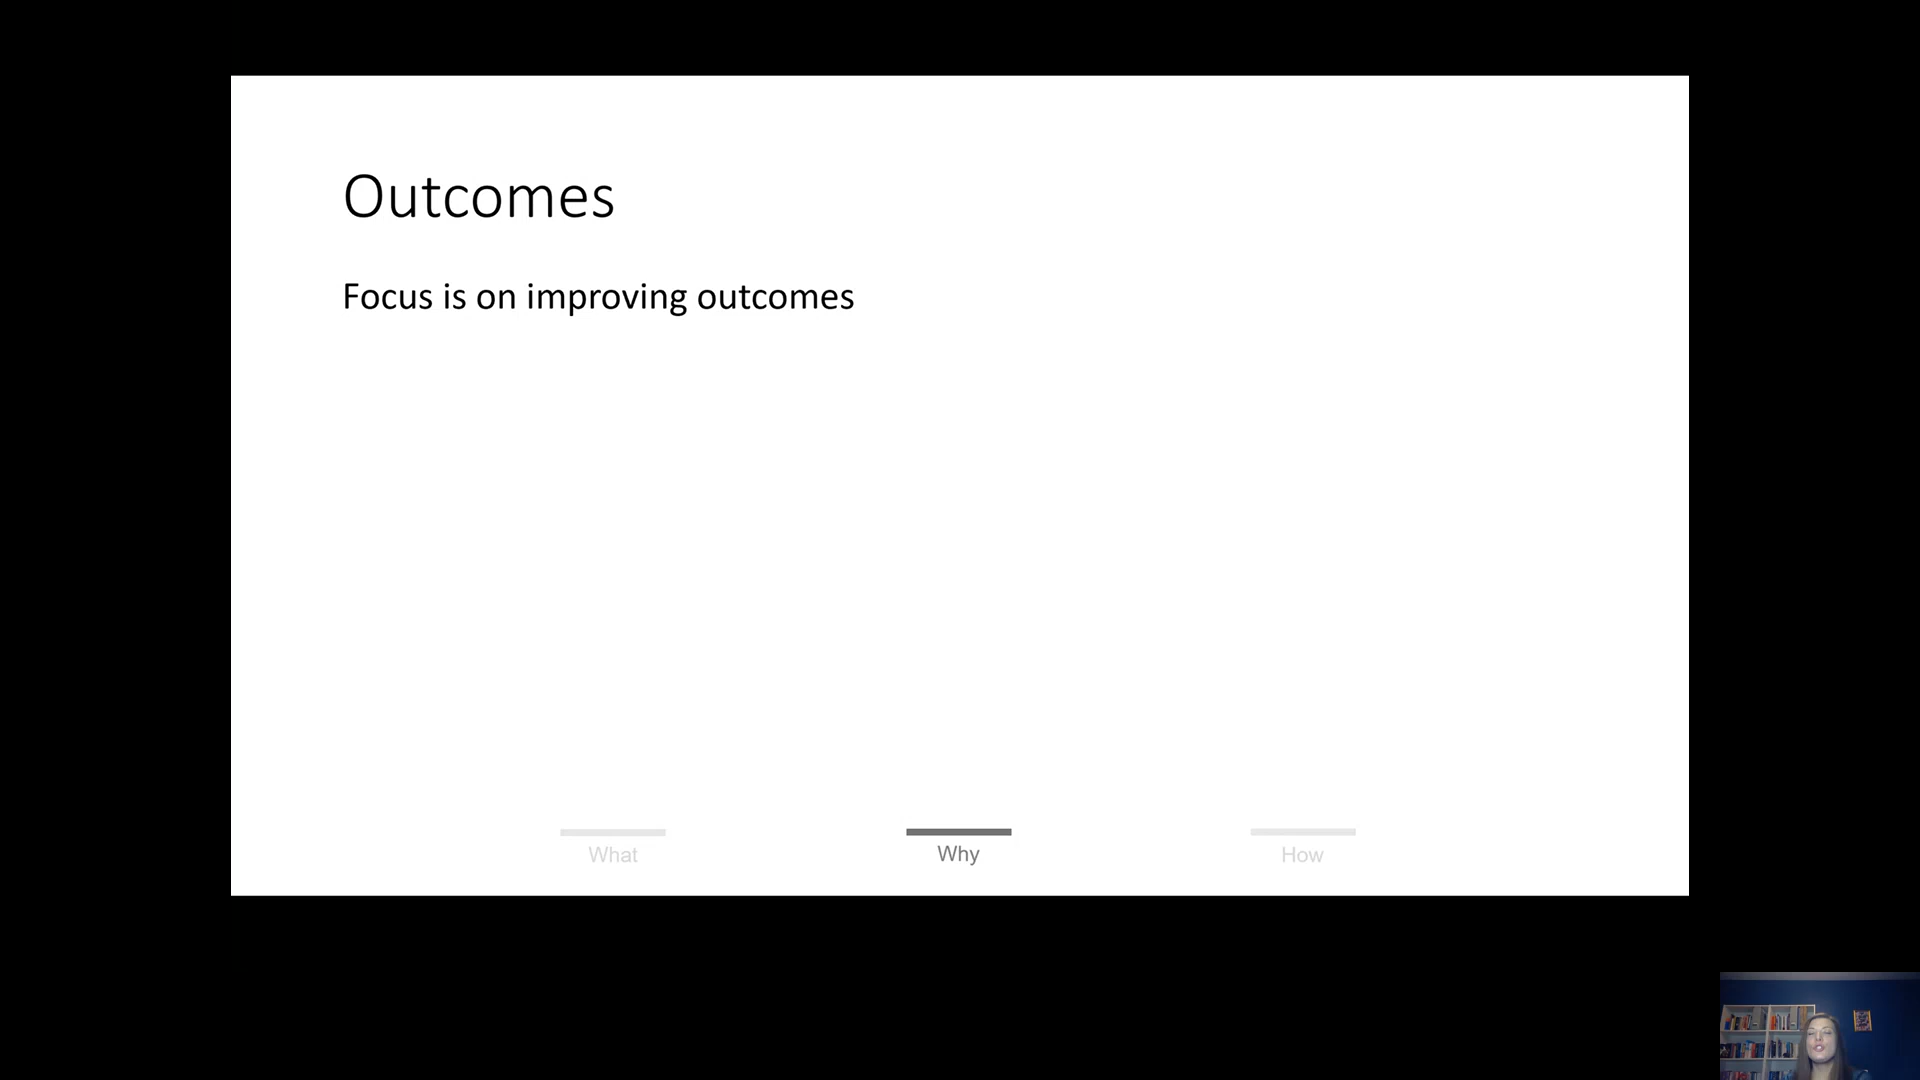 Outcomes
Focus is on improving outcomes
What
Why
How